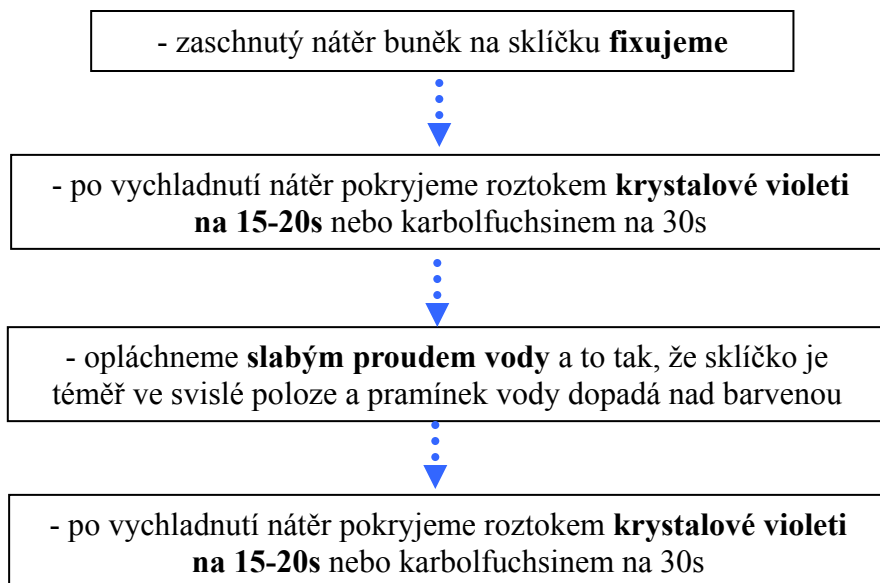 - zaschnutý nátěr buněk na sklíčku fixujeme
- po vychladnutí nátěr pokryjeme roztokem krystalové violeti
na 15-20s nebo karbolfuchsinem na 30s
- opláchneme slabým proudem vody a to tak, že sklíčko je
téměř ve svislé poloze a pramínek vody dopadá nad barvenou
- po vychladnutí nátěr pokryjeme roztokem krystalové violeti
na 15-20s nebo karbolfuchsinem na 30s